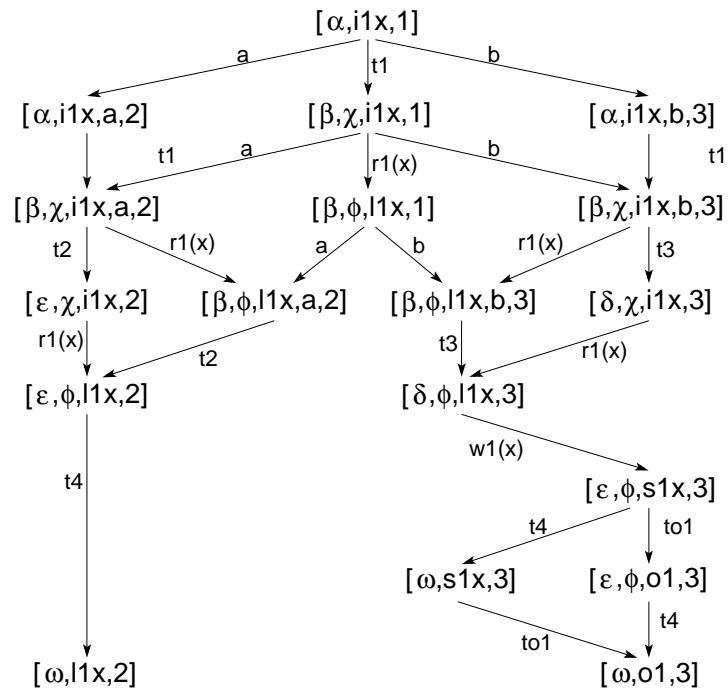 [α,i1x,1]
a t1 b
[α,i1x,a,2] [β,χ,i1x,1] [α,i1x,b,3]
t1 a r1(x) b t1
[β,χ,i1x,a,2] [β,φ,l1x,1] [β,χ,i1x,b,3]
t2 r1(x) a b r1(x) t3
[ε,χ,i1x,2] [β,φ,l1x,a,2] [β,φ,l1x,b,3] [δ,χ,i1x,3]
r1(x) t2 t3 r1(x)
[ε,φ,l1x,2] [δ,φ,l1x,3]
w1(x)
t4 [ε,φ,s1x,3]
t4 to1
[ω,s1x,3] [ε,φ,o1,3]
to1 t4
[ω,l1x,2] [ω,o1,3]